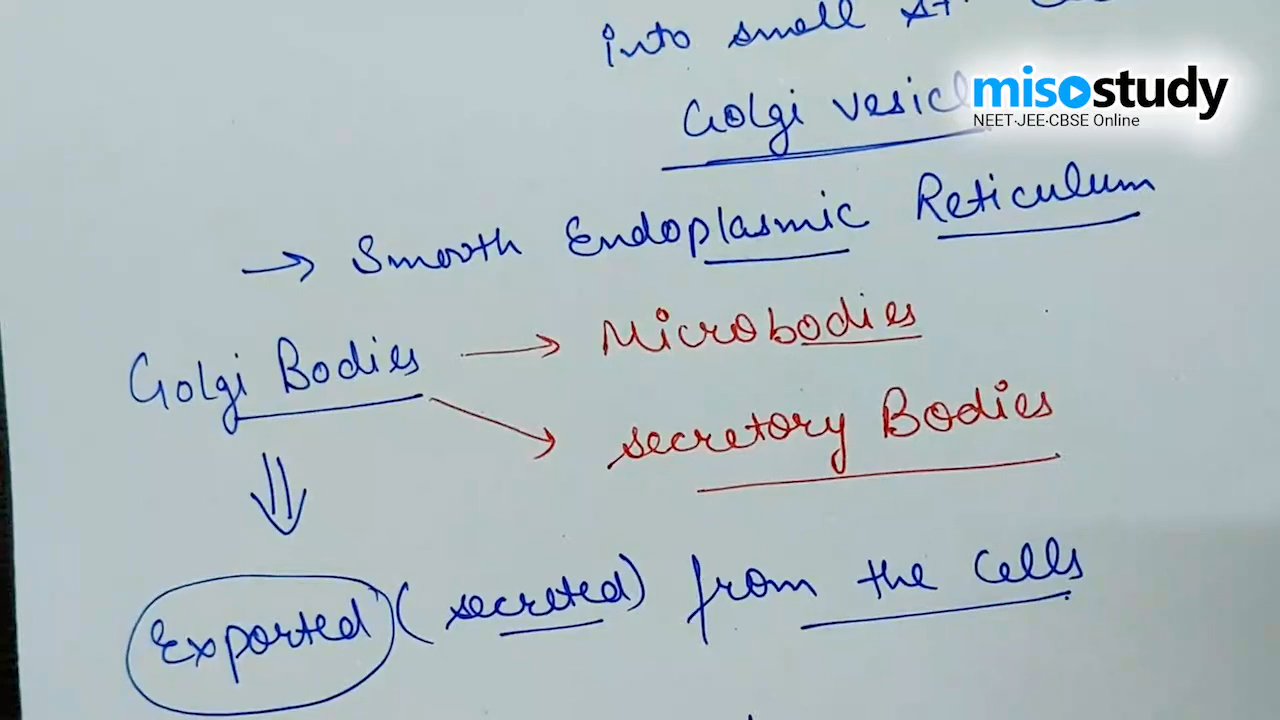 into small
misostudy
NEET·JEE·CBSE Online
Golgi
→ Smooth Endoplasmic Reticulum
Golgi Bodies → Microbodies
→ secretory Bodies
⇓
Exported (secreted) from the cells